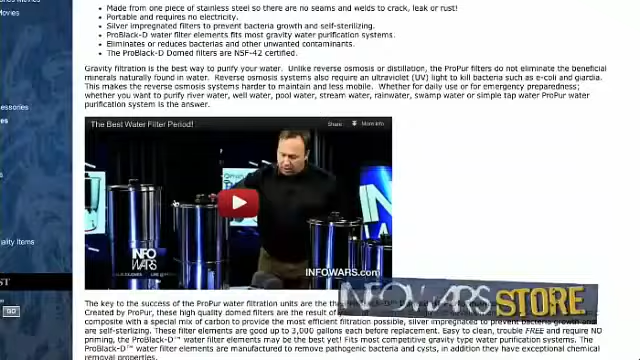 Movies
Made from one piece of stainless steel so there are no seams and welds to crack, leak or rust!
Portable and requires no electricity.
Silver impregnated filters to prevent bacteria growth and self-sterilizing.
ProBlack-D water filter elements fits most gravity water purification systems.
Eliminates or reduces bacteria and other unwanted contaminants.
The ProBlack-D Domed filters are NSF-42 certified.
Gravity filtration is the best way to purify your water. Unlike reverse osmosis or distillation, the ProPur filters do not eliminate the beneficial
minerals naturally found in water. Reverse osmosis systems also require an ultraviolet (UV) light to kill bacteria such as e-coli and giardia.
This makes the reverse osmosis systems harder to maintain and less mobile. Whether for daily use or for emergency preparedness;
whether you want to purify river water, well water, pool water, stream water, rainwater, swamp water or simple tap water ProPur water
purification system is the answer.
The Best Water Filter Period!
Share
More info
INFO
WARS
INFOWARS.com
INFOWARS
STORE
GO
The key to the success of the ProPur water filtration units are the
Created by ProPur, these high quality domed filters are the result of
composite with a special mix of carbon to provide the most efficient filtration possible, silver impregnated to prevent bacteria
are self-sterilizing. These filter elements are good up to 3,000 gallons each before replacement. Easy to clean, trouble FREE and require NO
priming, the ProBlack-D™ water filter elements may be the best yet! Fits most competitive gravity type water purification systems. The
ProBlack-D™ water filter elements are manufactured to remove pathogenic bacteria and cysts, in addition they have exceptional chemical
removal properties.